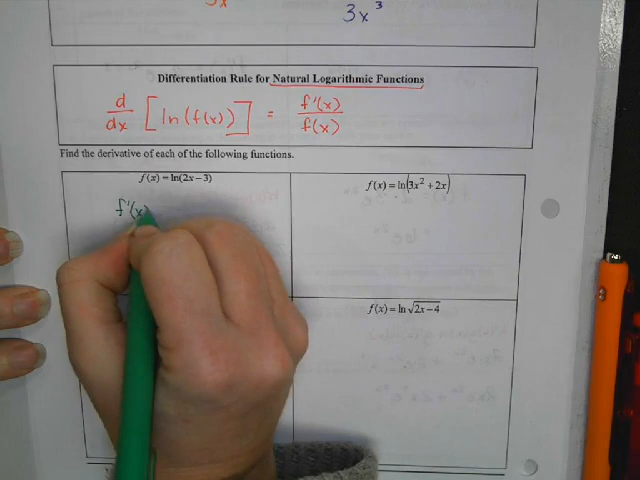 3x
3x³
Differentiation Rule for Natural Logarithmic Functions
d/dx [ln(f(x))] = f'(x)/f(x)
Find the derivative of each of the following functions.
f(x) = ln(2x – 3)
f(x) = ln(3x² + 2x)
f'(x)
f(x) = ln √2x – 4